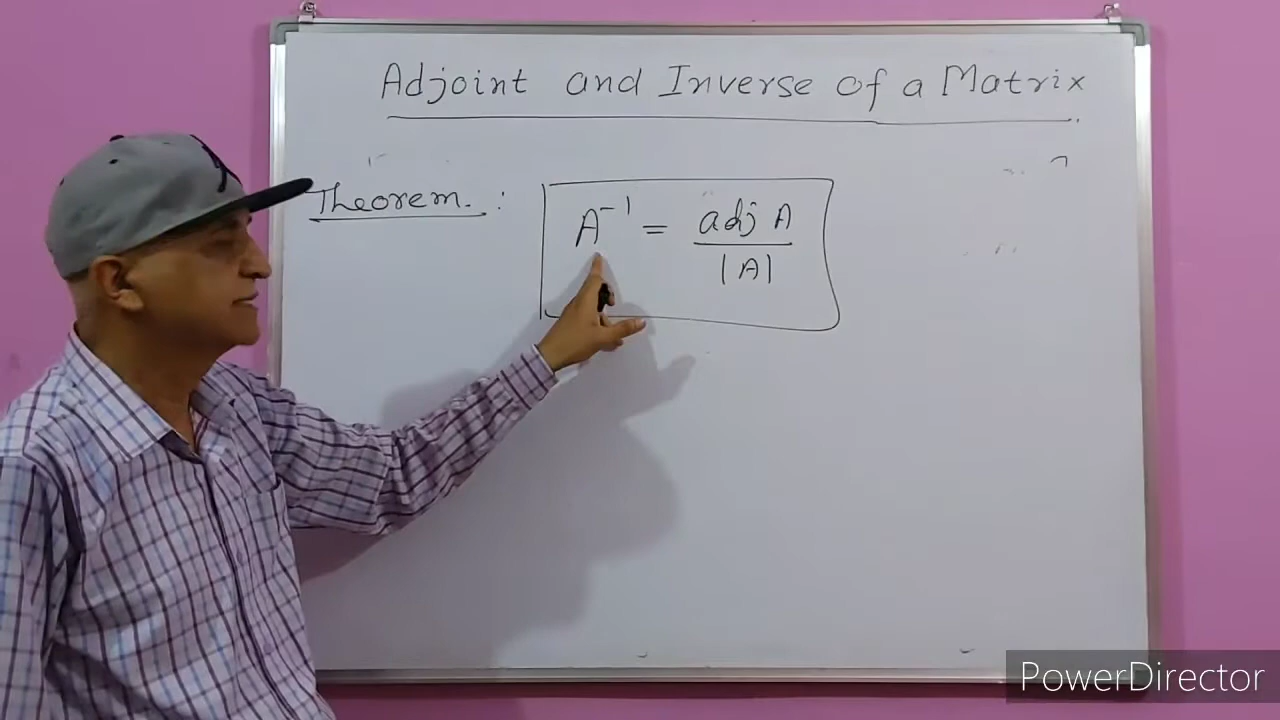 Adjoint and Inverse of a Matrix
Theorem. : A⁻¹ = adj A / |A|
PowerDirector